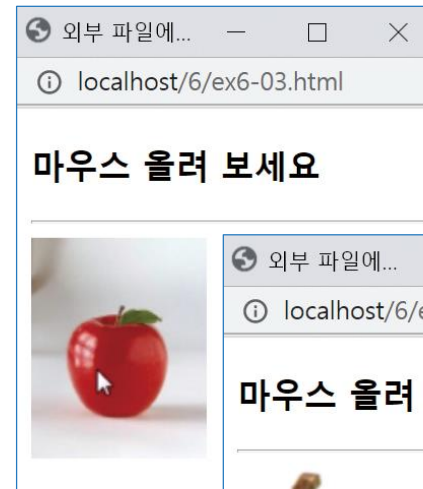 외부 파일에...
localhost/6/ex6-03.html
마우스 올려 보세요
외부 파일에...
localhost/6/
마우스 올려